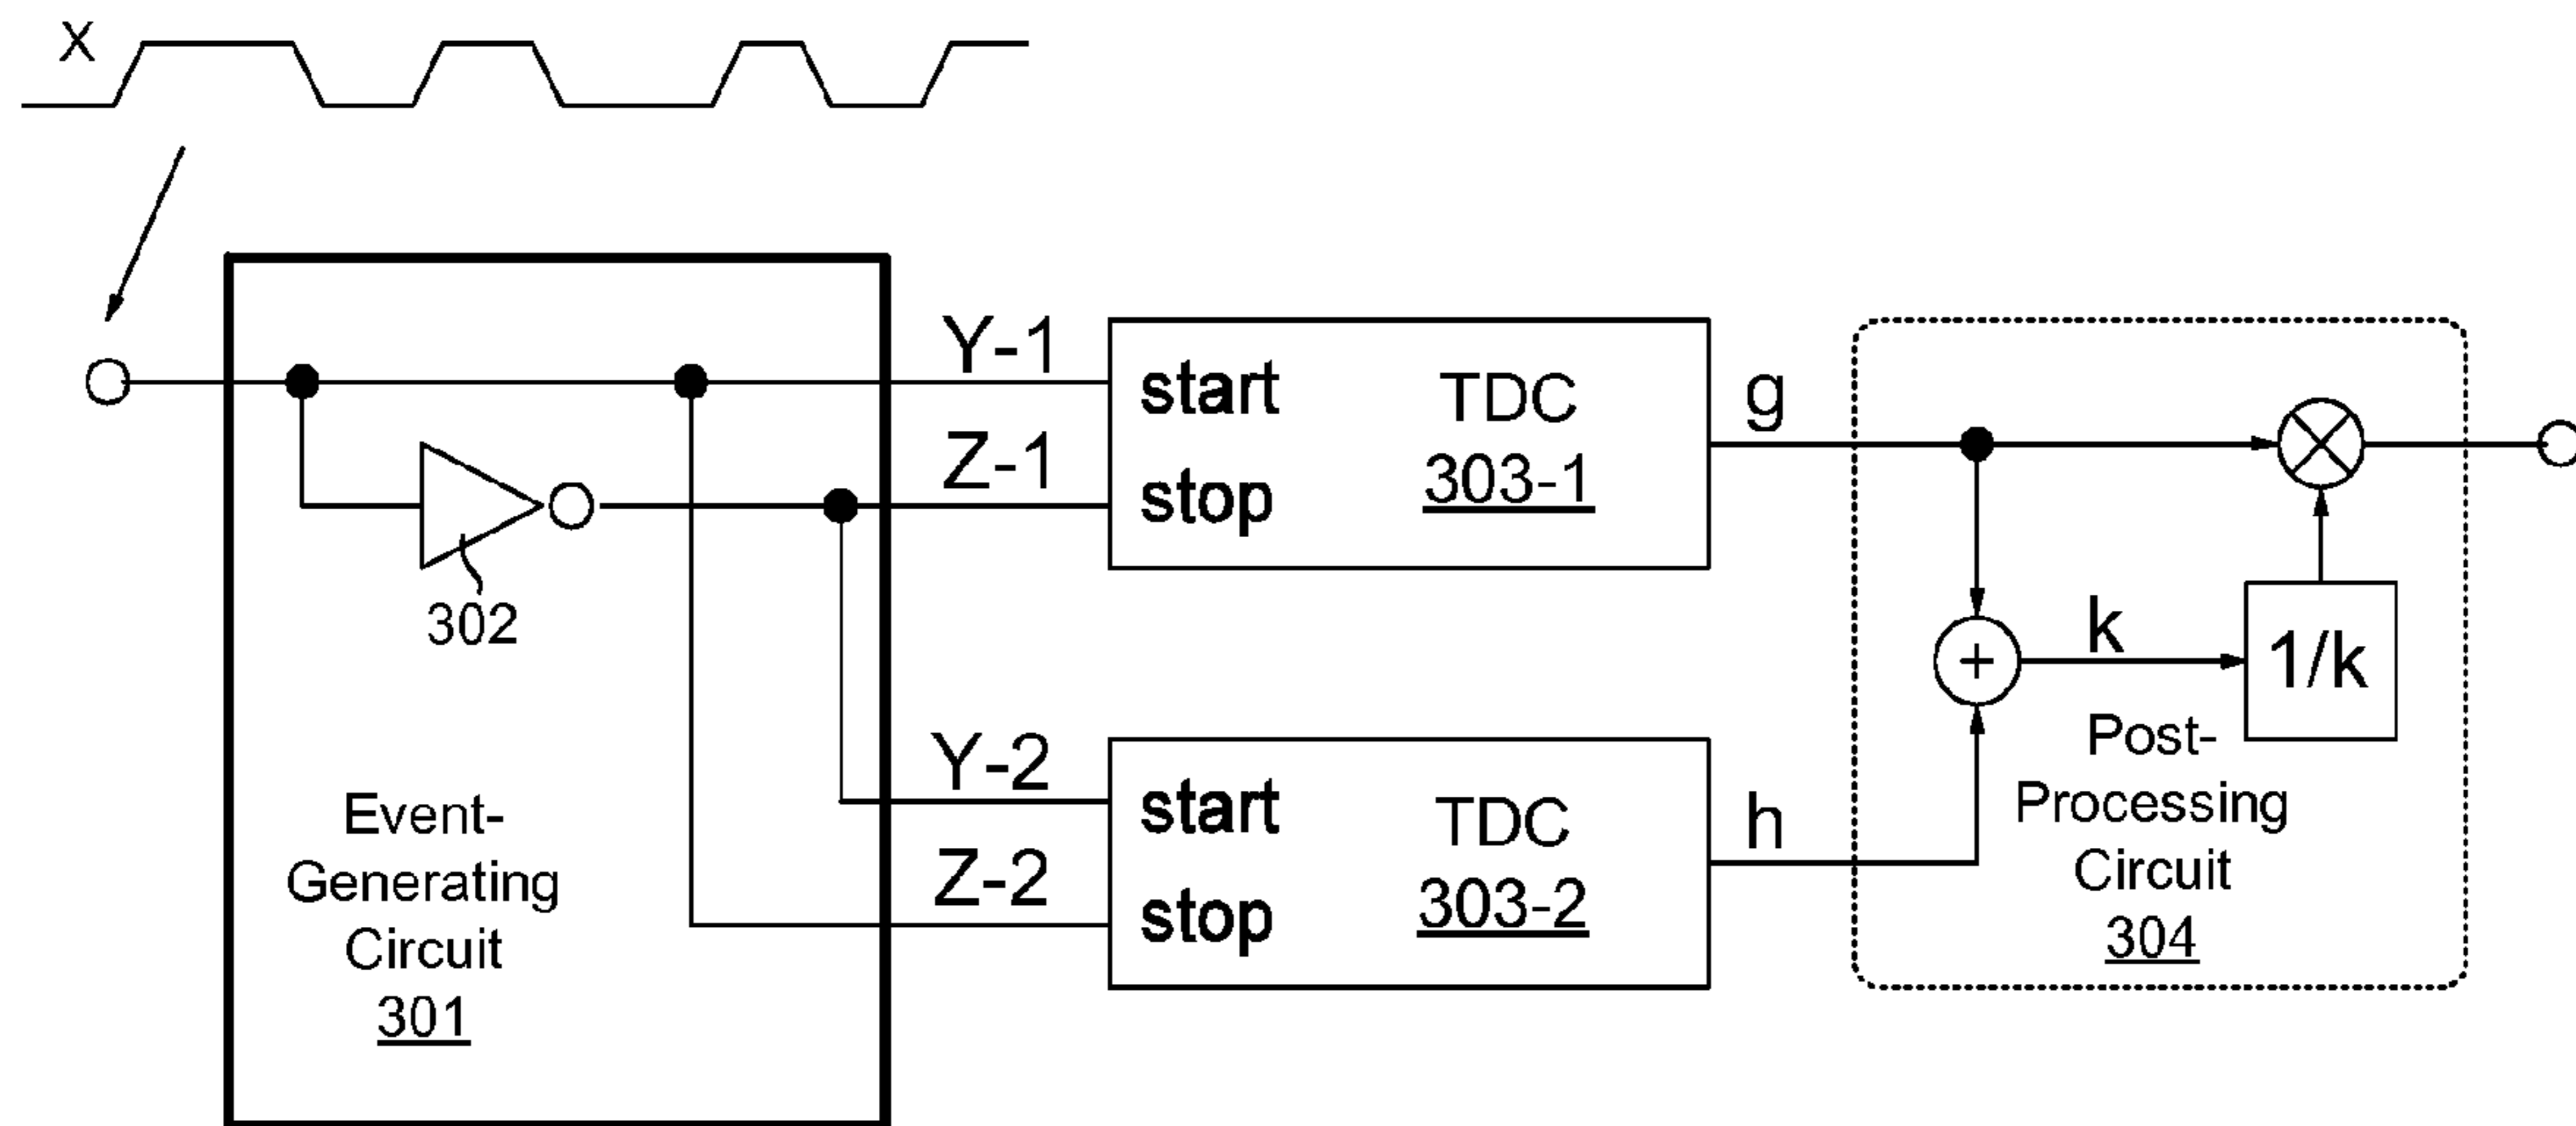 X
Y-1
start
TDC
303-1
Z-1
stop
g
302
k
1/k
Y-2
start
TDC
303-2
Z-2
stop
h
+
Event-
Generating
Circuit
301
Post-
Processing
Circuit
304